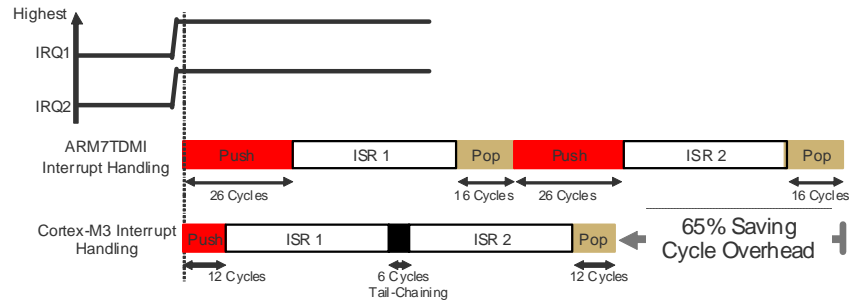 Highest
IRQ1
IRQ2
ARM7TDMI
Interrupt Handling
Push
ISR 1
Pop
Push
ISR 2
Pop
26 Cycles
16 Cycles
26 Cycles
16 Cycles
Cortex-M3 Interrupt
Handling
Push
ISR 1
ISR 2
Pop
65% Saving
Cycle Overhead
12 Cycles
6 Cycles
Tail-Chaining
12 Cycles